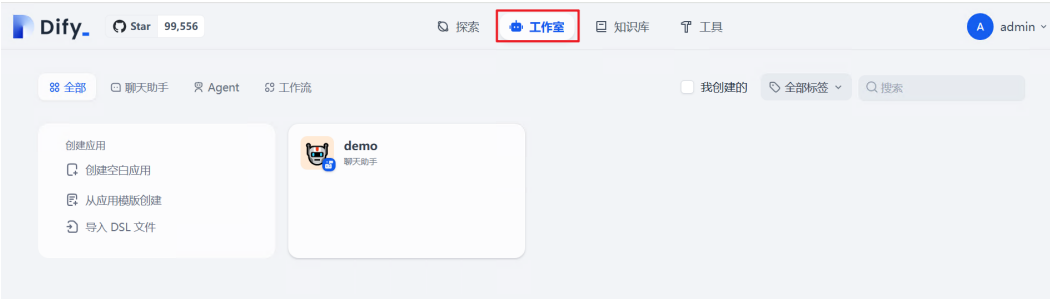 Dify_ Star 99,556 探索 工作室 知识库 工具 A admin
全部 聊天助手 Agent 工作流 我创建的 全部标签 搜索
创建应用
创建空白应用
从应用模版创建
导入 DSL 文件
demo
聊天助手